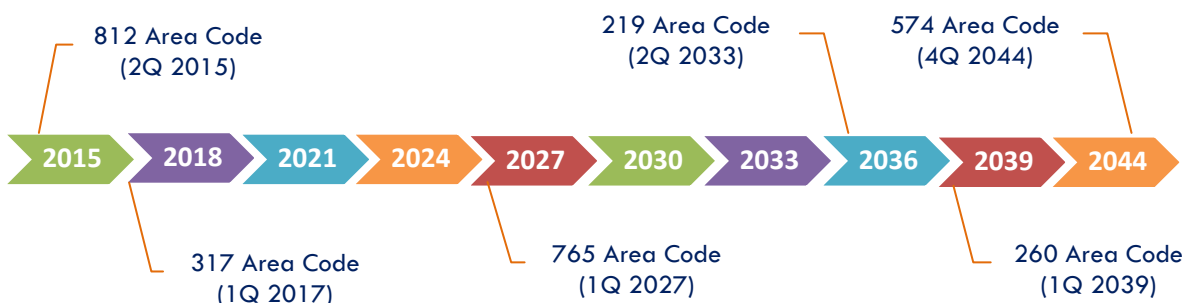 812 Area Code
(2Q 2015)
219 Area Code
(2Q 2033)
574 Area Code
(4Q 2044)
2015
2018
2021
2024
2027
2030
2033
2036
2039
2044
317 Area Code
(1Q 2017)
765 Area Code
(1Q 2027)
260 Area Code
(1Q 2039)